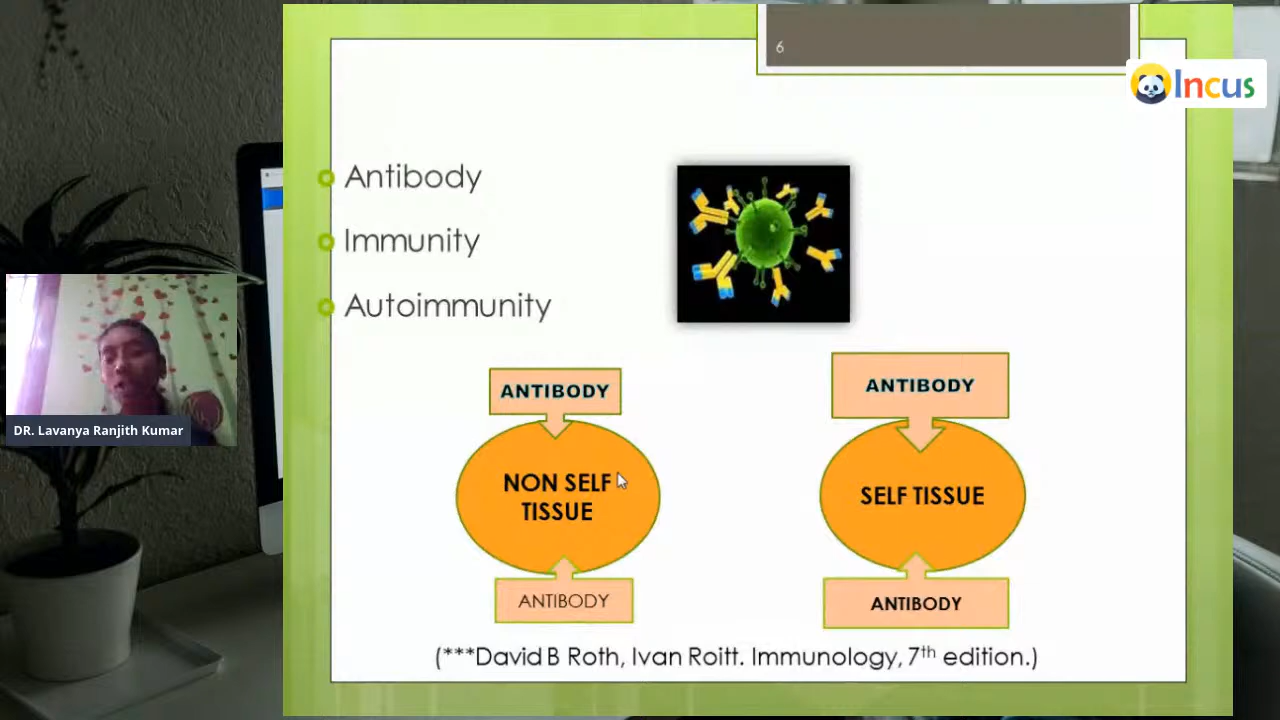 6
Incus
Antibody
Immunity
Autoimmunity
DR. Lavanya Ranjith Kumar
ANTIBODY
NON SELF
TISSUE
ANTIBODY
ANTIBODY
SELF TISSUE
ANTIBODY
(***David B Roth, Ivan Roitt. Immunology, 7th edition.)